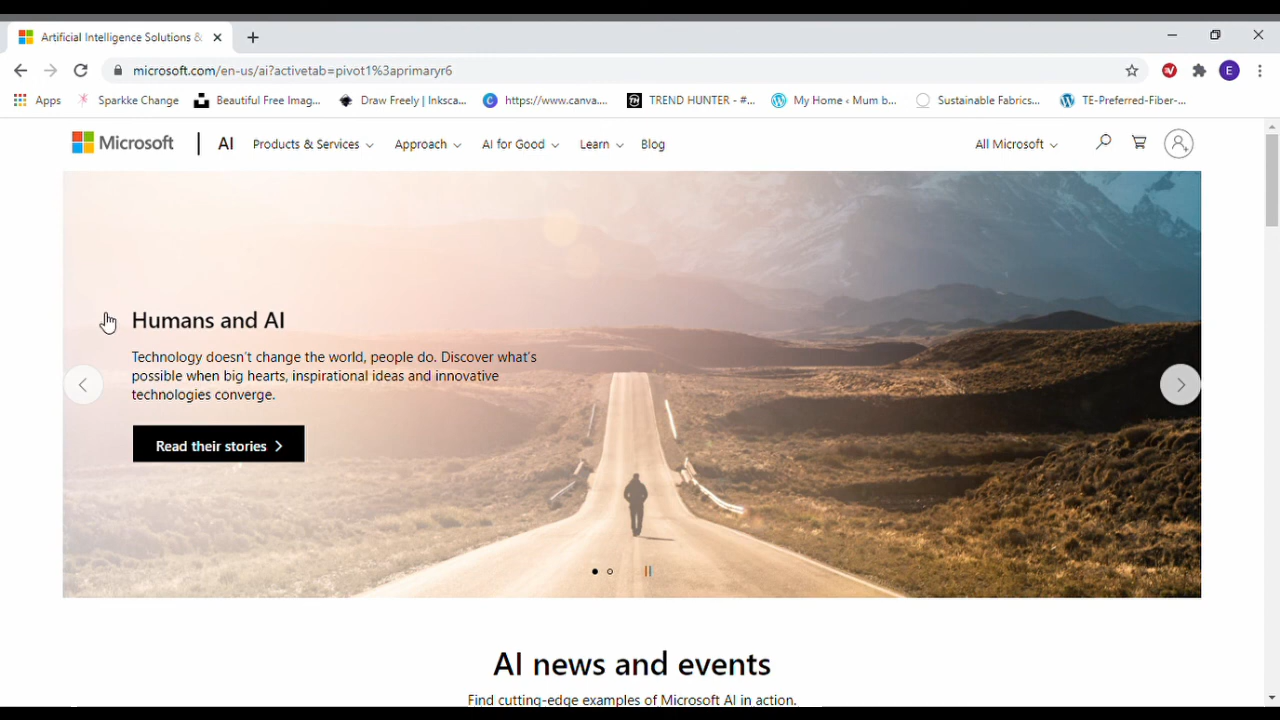 Artificial Intelligence Solutions &
microsoft.com/en-us/ai?activetab=pivot1%3aprimaryr6
E
Apps Sparkke Change Beautiful Free Imag... Draw Freely | Inksca... https://www.canva.... TREND HUNTER - #... My Home ‹ Mum b... Sustainable Fabrics... TE-Preferred-Fiber-...
Microsoft AI Products & Services Approach AI for Good Learn Blog All Microsoft
Humans and AI
Technology doesn't change the world, people do. Discover what's
possible when big hearts, inspirational ideas and innovative
technologies converge.
Read their stories
AI news and events
Find cutting-edge examples of Microsoft AI in action.